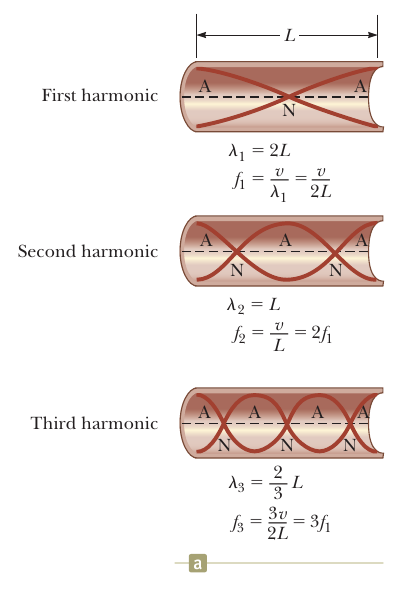 L
First harmonic
A A
N
λ₁ = 2L
f₁ = v/λ₁ = v/2L
Second harmonic
A A A
N N
λ₂ = L
f₂ = v/L = 2f₁
Third harmonic
A A A A
N N N
λ₃ = 2/3 L
f₃ = 3v/2L = 3f₁
a